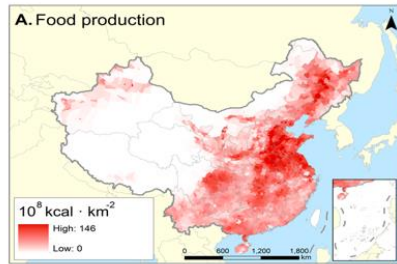 A. Food production
N
10⁸ kcal · km⁻²
High: 146
Low: 0
0 600 1,200 1,800
km